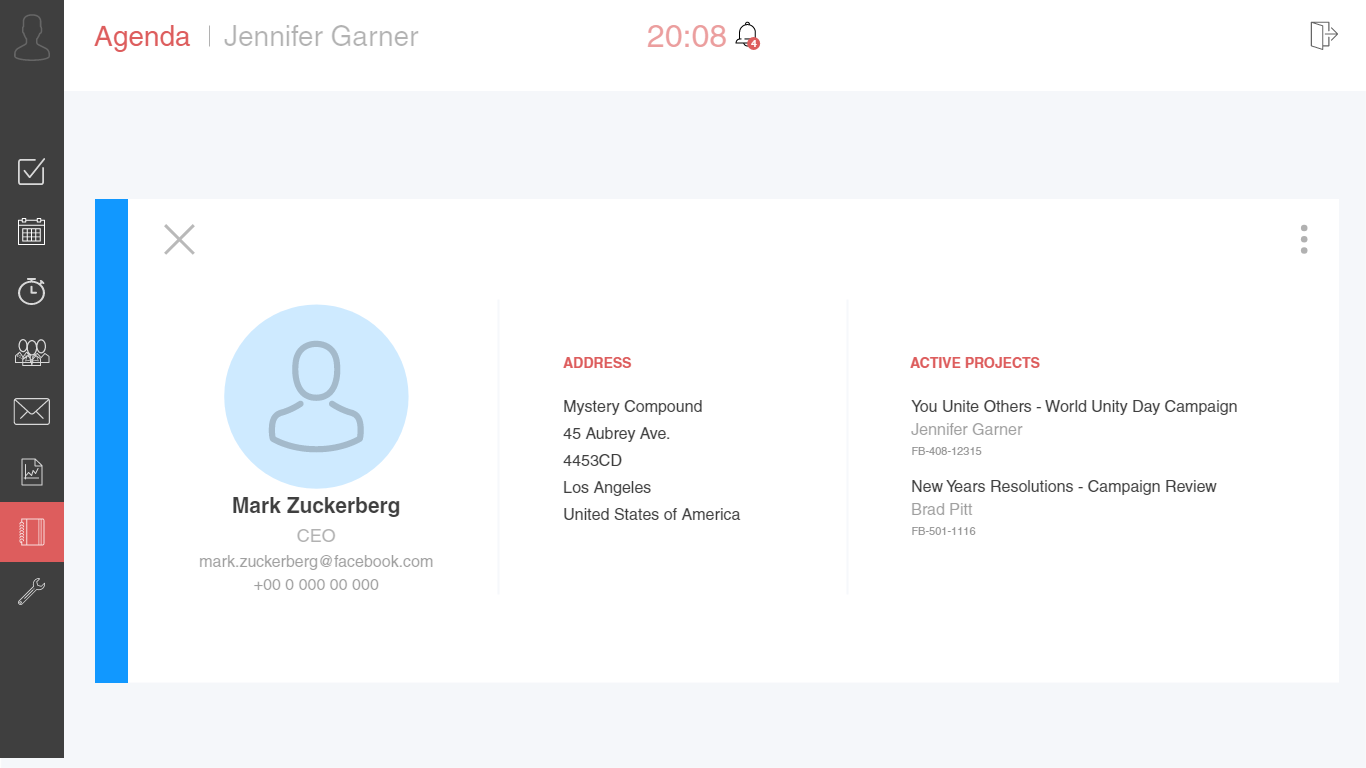 Agenda | Jennifer Garner
20:08
4
Mark Zuckerberg
CEO
mark.zuckerberg@facebook.com
+00 0 000 00 000
ADDRESS
Mystery Compound
45 Aubrey Ave.
4453CD
Los Angeles
United States of America
ACTIVE PROJECTS
You Unite Others - World Unity Day Campaign
Jennifer Garner
FB-408-12315
New Years Resolutions - Campaign Review
Brad Pitt
FB-501-1116